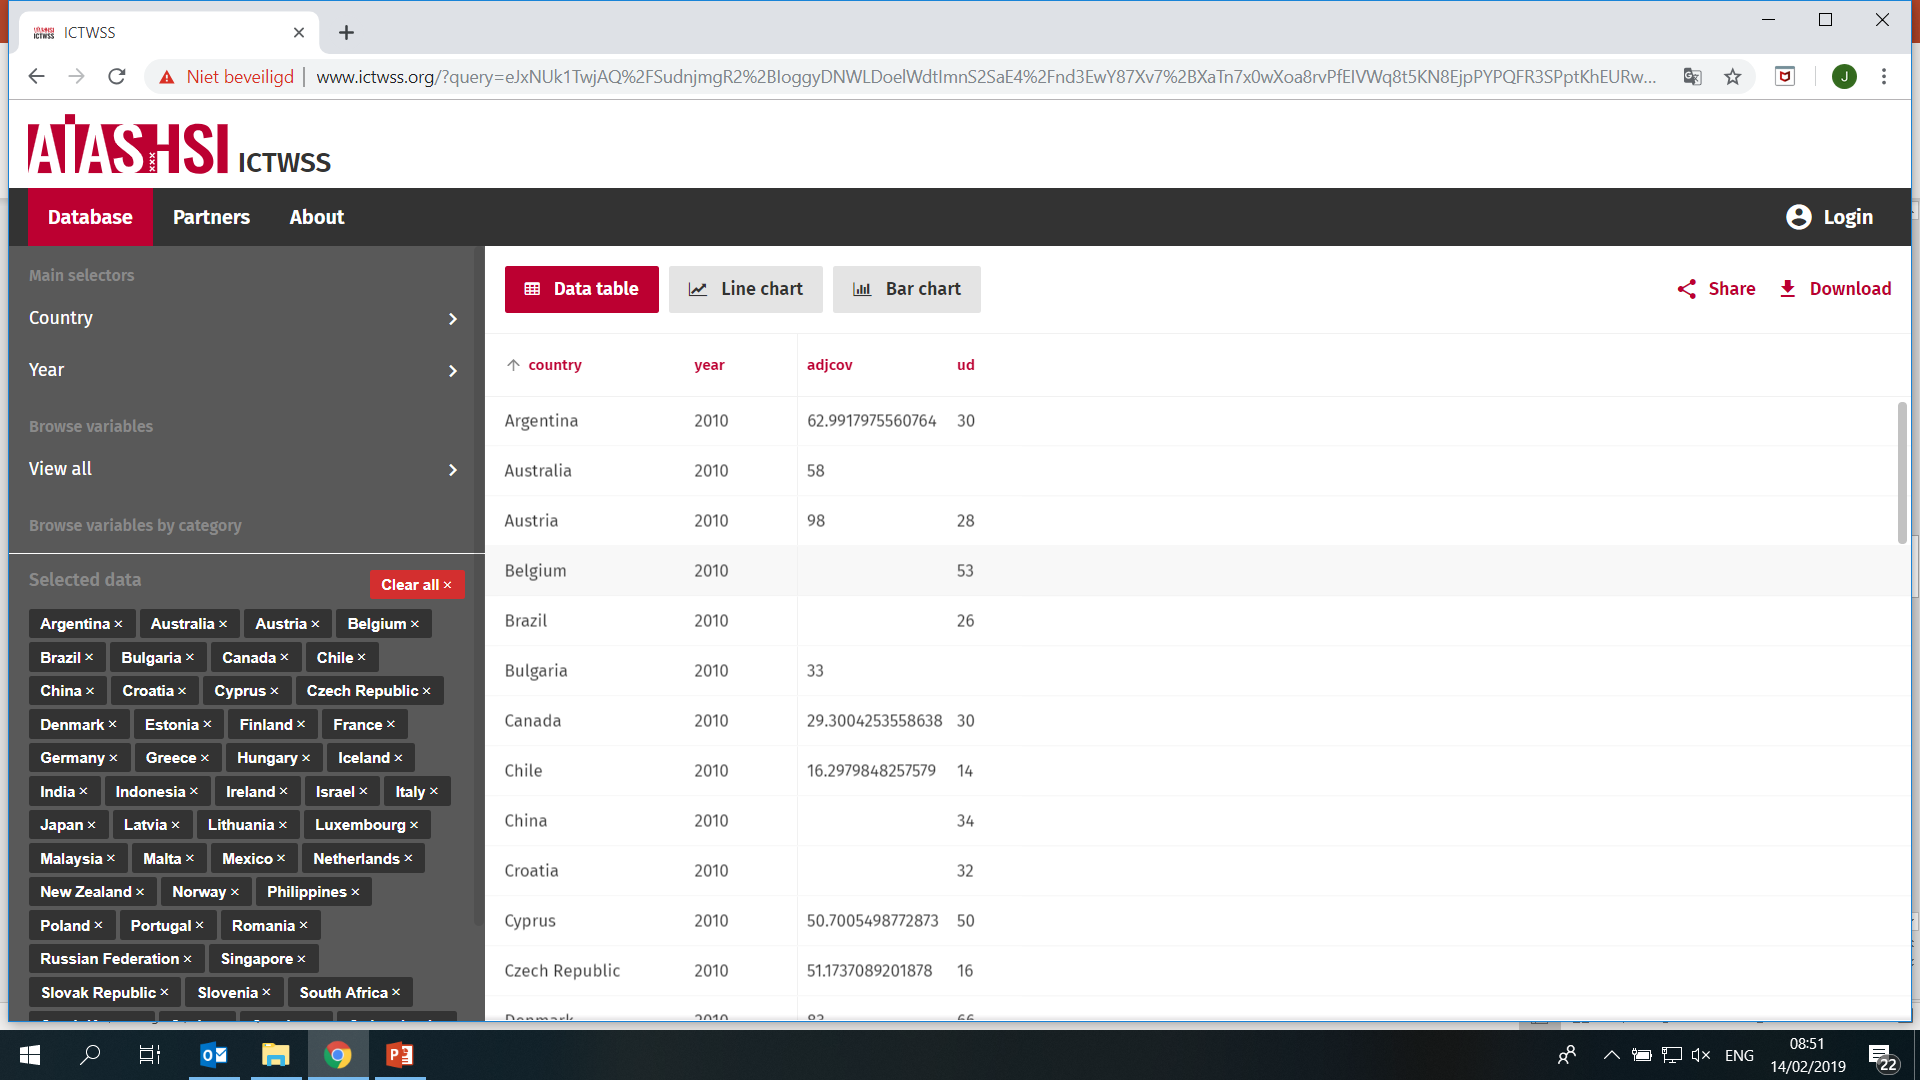 ICTWSS
Niet beveiligd | www.ictwss.org/?query=eJxNUk1TwjAQ%2FSudnjmgR2%2BIoggyDNWLDoelWdtImnS2SaE4%2Fnd3EwY87Xv7%2BXaTn7x0wXoa8rvPfEIVWq8t5KN8EjpPYPQFR3SPptKhEURw...
J
AIASHSI ICTWSS
Database Partners About Login
Main selectors
Country
Year
Browse variables
View all
Browse variables by category
Selected data
Clear all ×
Argentina × Australia × Austria × Belgium ×
Brazil × Bulgaria × Canada × Chile ×
China × Croatia × Cyprus × Czech Republic ×
Denmark × Estonia × Finland × France ×
Germany × Greece × Hungary × Iceland ×
India × Indonesia × Ireland × Israel × Italy ×
Japan × Latvia × Lithuania × Luxembourg ×
Malaysia × Malta × Mexico × Netherlands ×
New Zealand × Norway × Philippines ×
Poland × Portugal × Romania ×
Russian Federation × Singapore ×
Slovak Republic × Slovenia × South Africa ×
Data table Line chart Bar chart Share Download
country year adjcov ud
Argentina 2010 62.9917975560764 30
Australia 2010 58
Austria 2010 98 28
Belgium 2010 53
Brazil 2010 26
Bulgaria 2010 33
Canada 2010 29.3004253558638 30
Chile 2010 16.2979848257579 14
China 2010 34
Croatia 2010 32
Cyprus 2010 50.7005498772873 50
Czech Republic 2010 51.1737089201878 16
Denmark 2010 83 66
ENG
08:51
14/02/2019
22